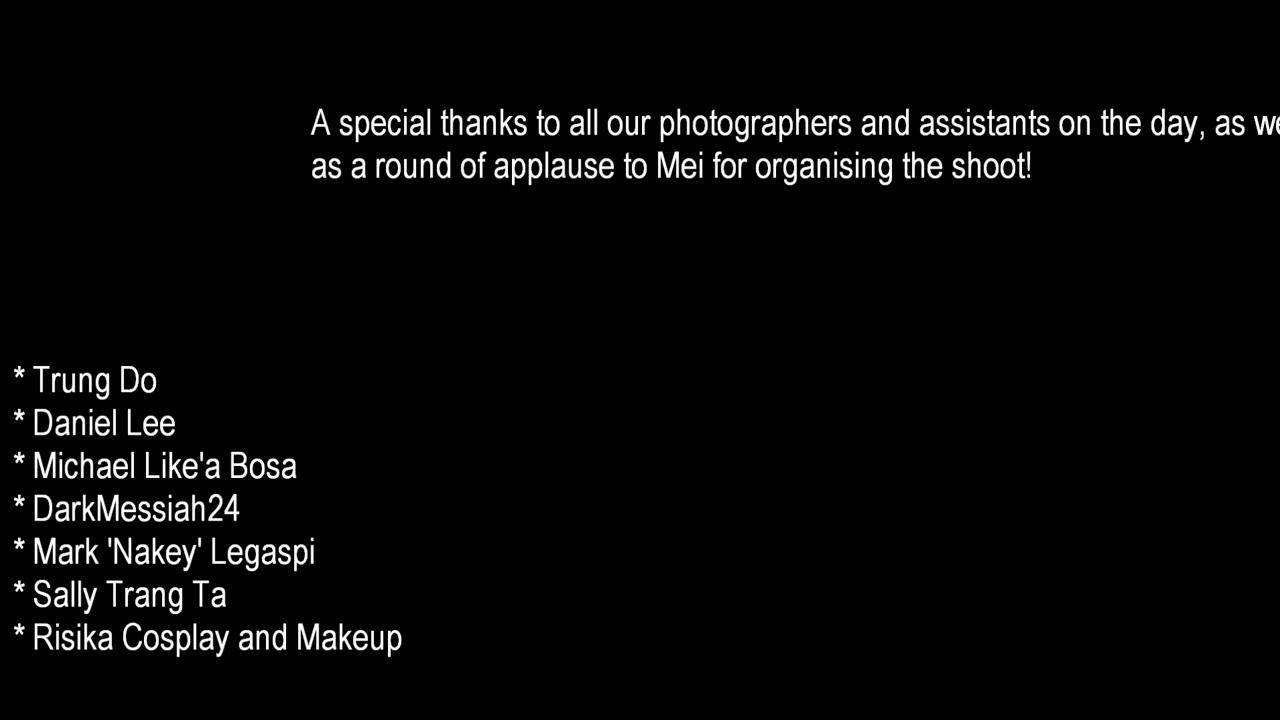 A special thanks to all our photographers and assistants on the day, as we
as a round of applause to Mei for organising the shoot!
* Trung Do
* Daniel Lee
* Michael Like'a Bosa
* DarkMessiah24
* Mark 'Nakey' Legaspi
* Sally Trang Ta
* Risika Cosplay and Makeup